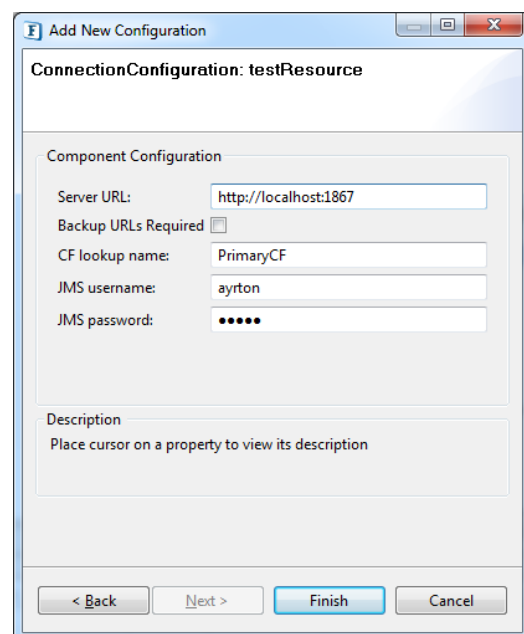 F Add New Configuration
ConnectionConfiguration: testResource
Component Configuration
Server URL: http://localhost:1867
Backup URLs Required
CF lookup name: PrimaryCF
JMS username: ayrton
JMS password: •••••
Description
Place cursor on a property to view its description
< Back Next > Finish Cancel